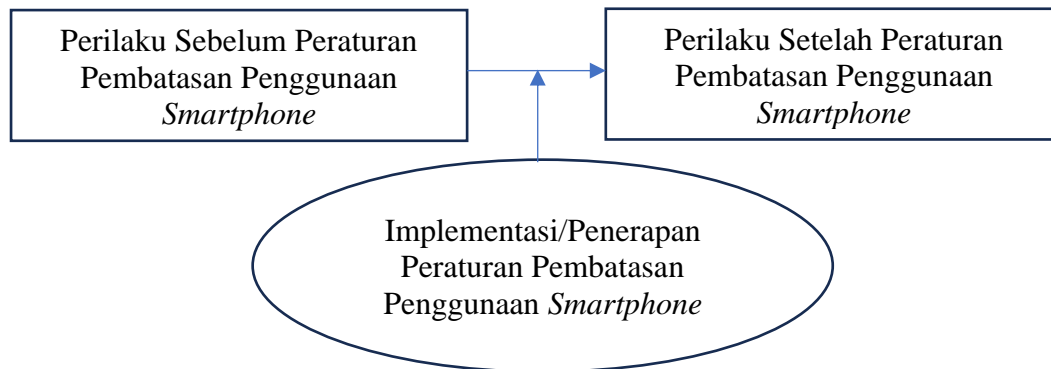 Perilaku Sebelum Peraturan
Pembatasan Penggunaan
Smartphone
Perilaku Setelah Peraturan
Pembatasan Penggunaan
Smartphone
Implementasi/Penerapan
Peraturan Pembatasan
Penggunaan Smartphone